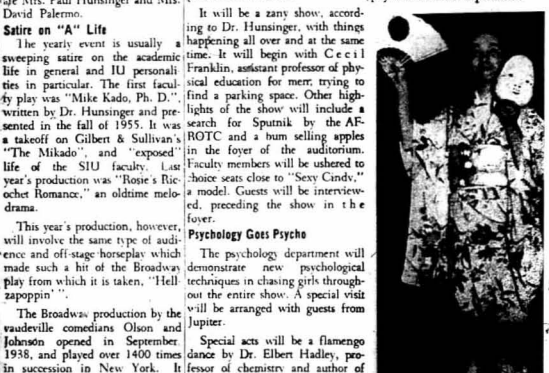 are Mrs. Paul Hunsinger and Mrs.
David Palermo.
Satire on "A" Life
The yearly event is usually a
sweeping satire on the academic
life in general and IU personali-
ties in particular. The first facul-
ty play was "Mike Kado, Ph. D.",
written by Dr. Hunsinger and pre-
sented in the fall of 1955. It was
a takeoff on Gilbert & Sullivan's
"The Mikado", and "exposed"
life of the SIU faculty. Last
year's production was "Rosie's Ric-
ochet Romance," an oldtime melo-
drama.
This year's production, however,
will involve the same type of audi-
ence and off-stage horseplay which
made such a hit of the Broadway
play from which it is taken, "Hell-
zapoppin' ".
The Broadway production by the
vaudeville comedians Olson and
Johnson opened in September
1938, and played over 1400 times
in succession in New York. It
It will be a zany show, accord-
ing to Dr. Hunsinger, with things
happening all over and at the same
time. It will begin with Cecil
Franklin, assistant professor of phy-
sical education for men, trying to
find a parking space. Other high-
lights of the show will include a
search for Sputnik by the AF-
ROTC and a bum selling apples
in the foyer of the auditorium.
Faculty members will be ushered to
choice seats close to "Sexy Cindy,"
a model. Guests will be interview-
ed, preceding the show in the
foyer.
Psychology Goes Psycho
The psychology department will
demonstrate new psychological
techniques in chasing girls through-
out the entire show. A special visit
will be arranged with guests from
Jupiter.
Special acts will be a flamengo
dance by Dr. Elbert Hadley, pro-
fessor of chemistry and author of